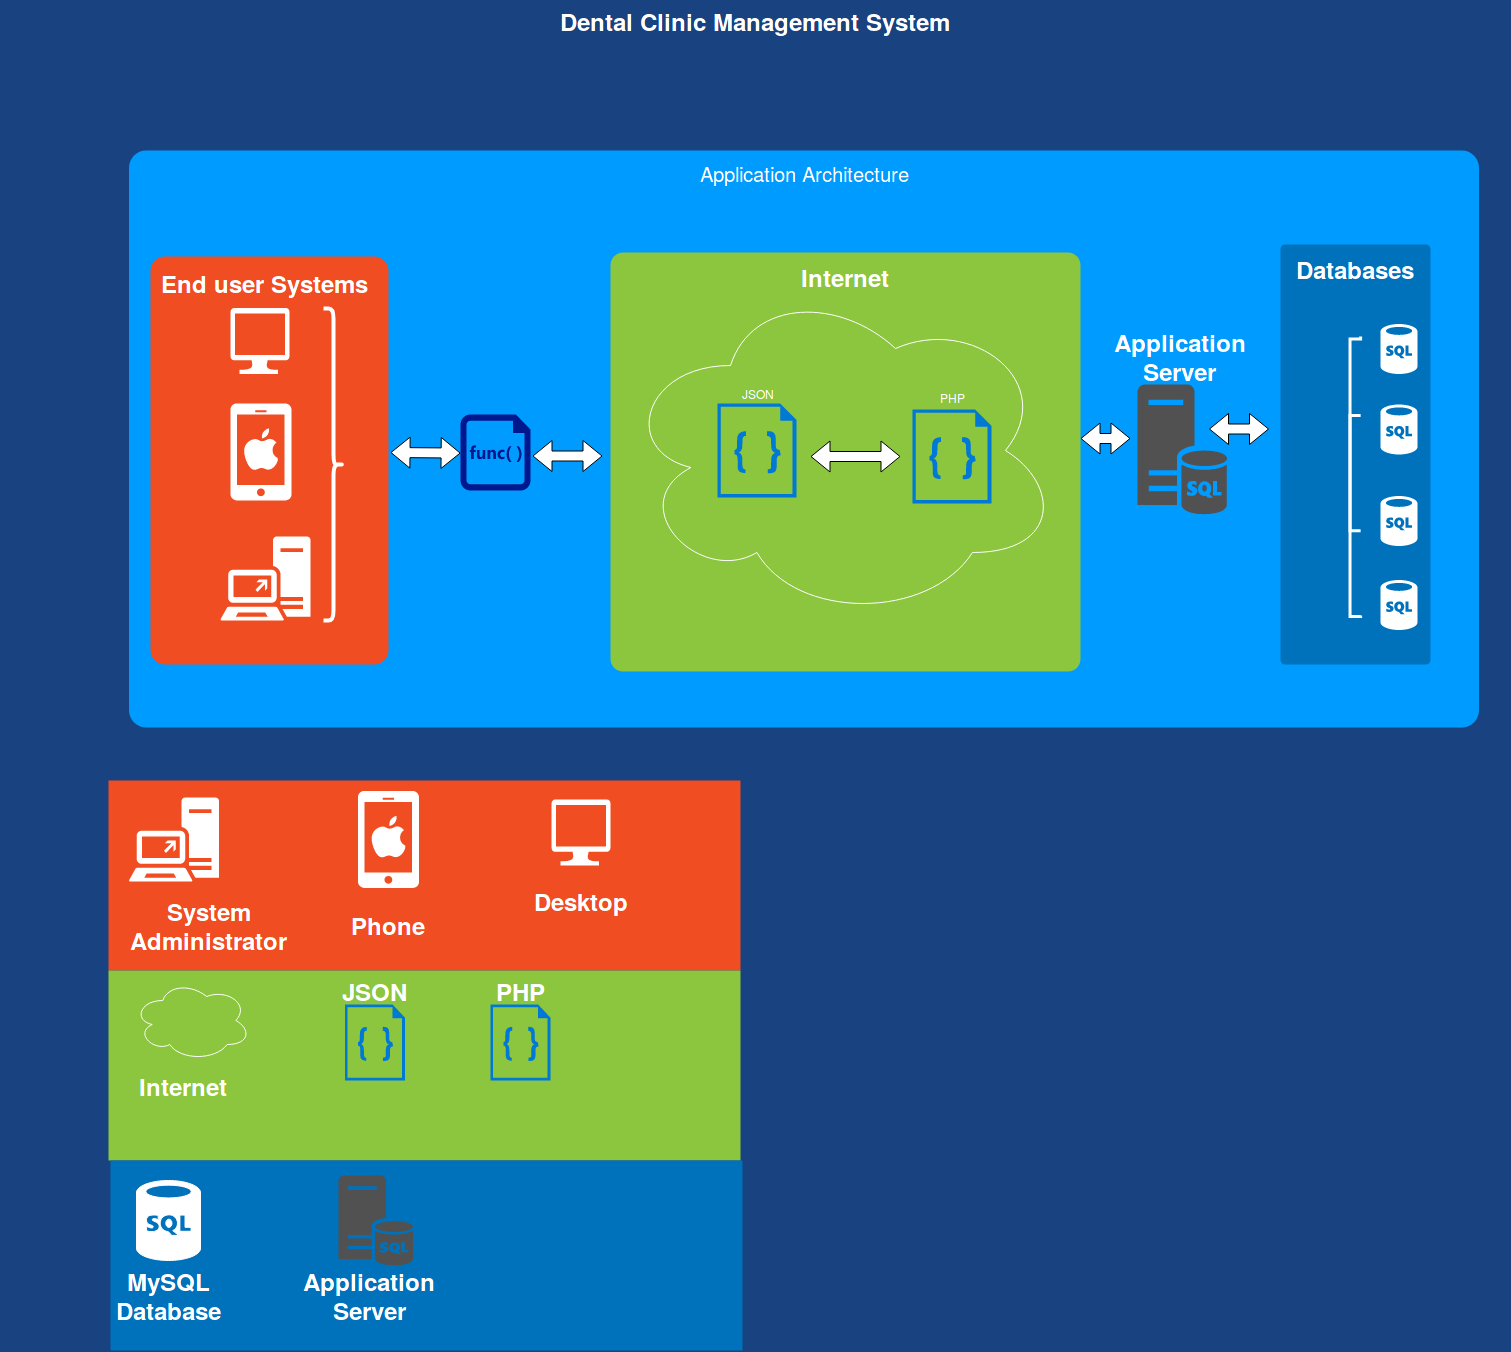 Dental Clinic Management System
Application Architecture
End user Systems
Internet
Databases
Application
Server
JSON
PHP
func( )
{ }
{ }
SQL
SQL
SQL
SQL
SQL
System
Administrator
Phone
Desktop
JSON
PHP
{ }
{ }
Internet
SQL
SQL
MySQL
Database
Application
Server